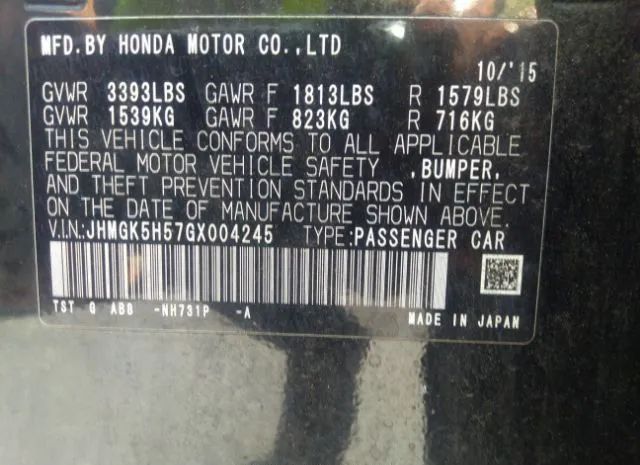 MFD.BY HONDA MOTOR CO.,LTD
10/'15
GVWR 3393LBS GAWR F 1813LBS R 1579LBS
GVWR 1539KG GAWR F 823KG R 716KG
THIS VEHICLE CONFORMS TO ALL APPLICABLE
FEDERAL MOTOR VEHICLE SAFETY ,BUMPER,
AND THEFT PREVENTION STANDARDS IN EFFECT
ON THE DATE OF MANUFACTURE SHOWN ABOVE.
V.I.N:JHMGK5H57GX004245 TYPE:PASSENGER CAR
TST G ABB -NH731P -A
MADE IN JAPAN